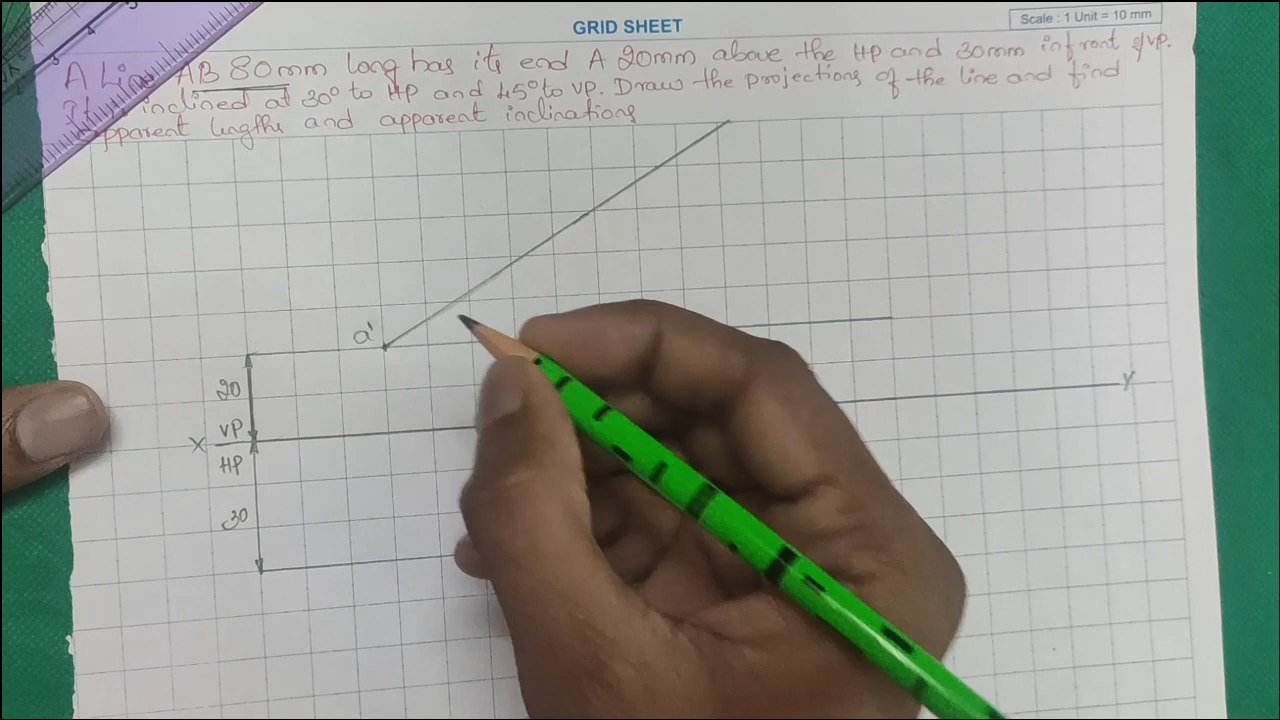 GRID SHEET
Scale : 1 Unit = 10 mm
A Line AB 80mm long has its end A 20mm above the HP and 30mm infront of VP.
inclined at 30° to HP and 45° to VP. Draw the projections of the line and find
apparent lengths and apparent inclinations
a'
20
X VP Y
HP
30